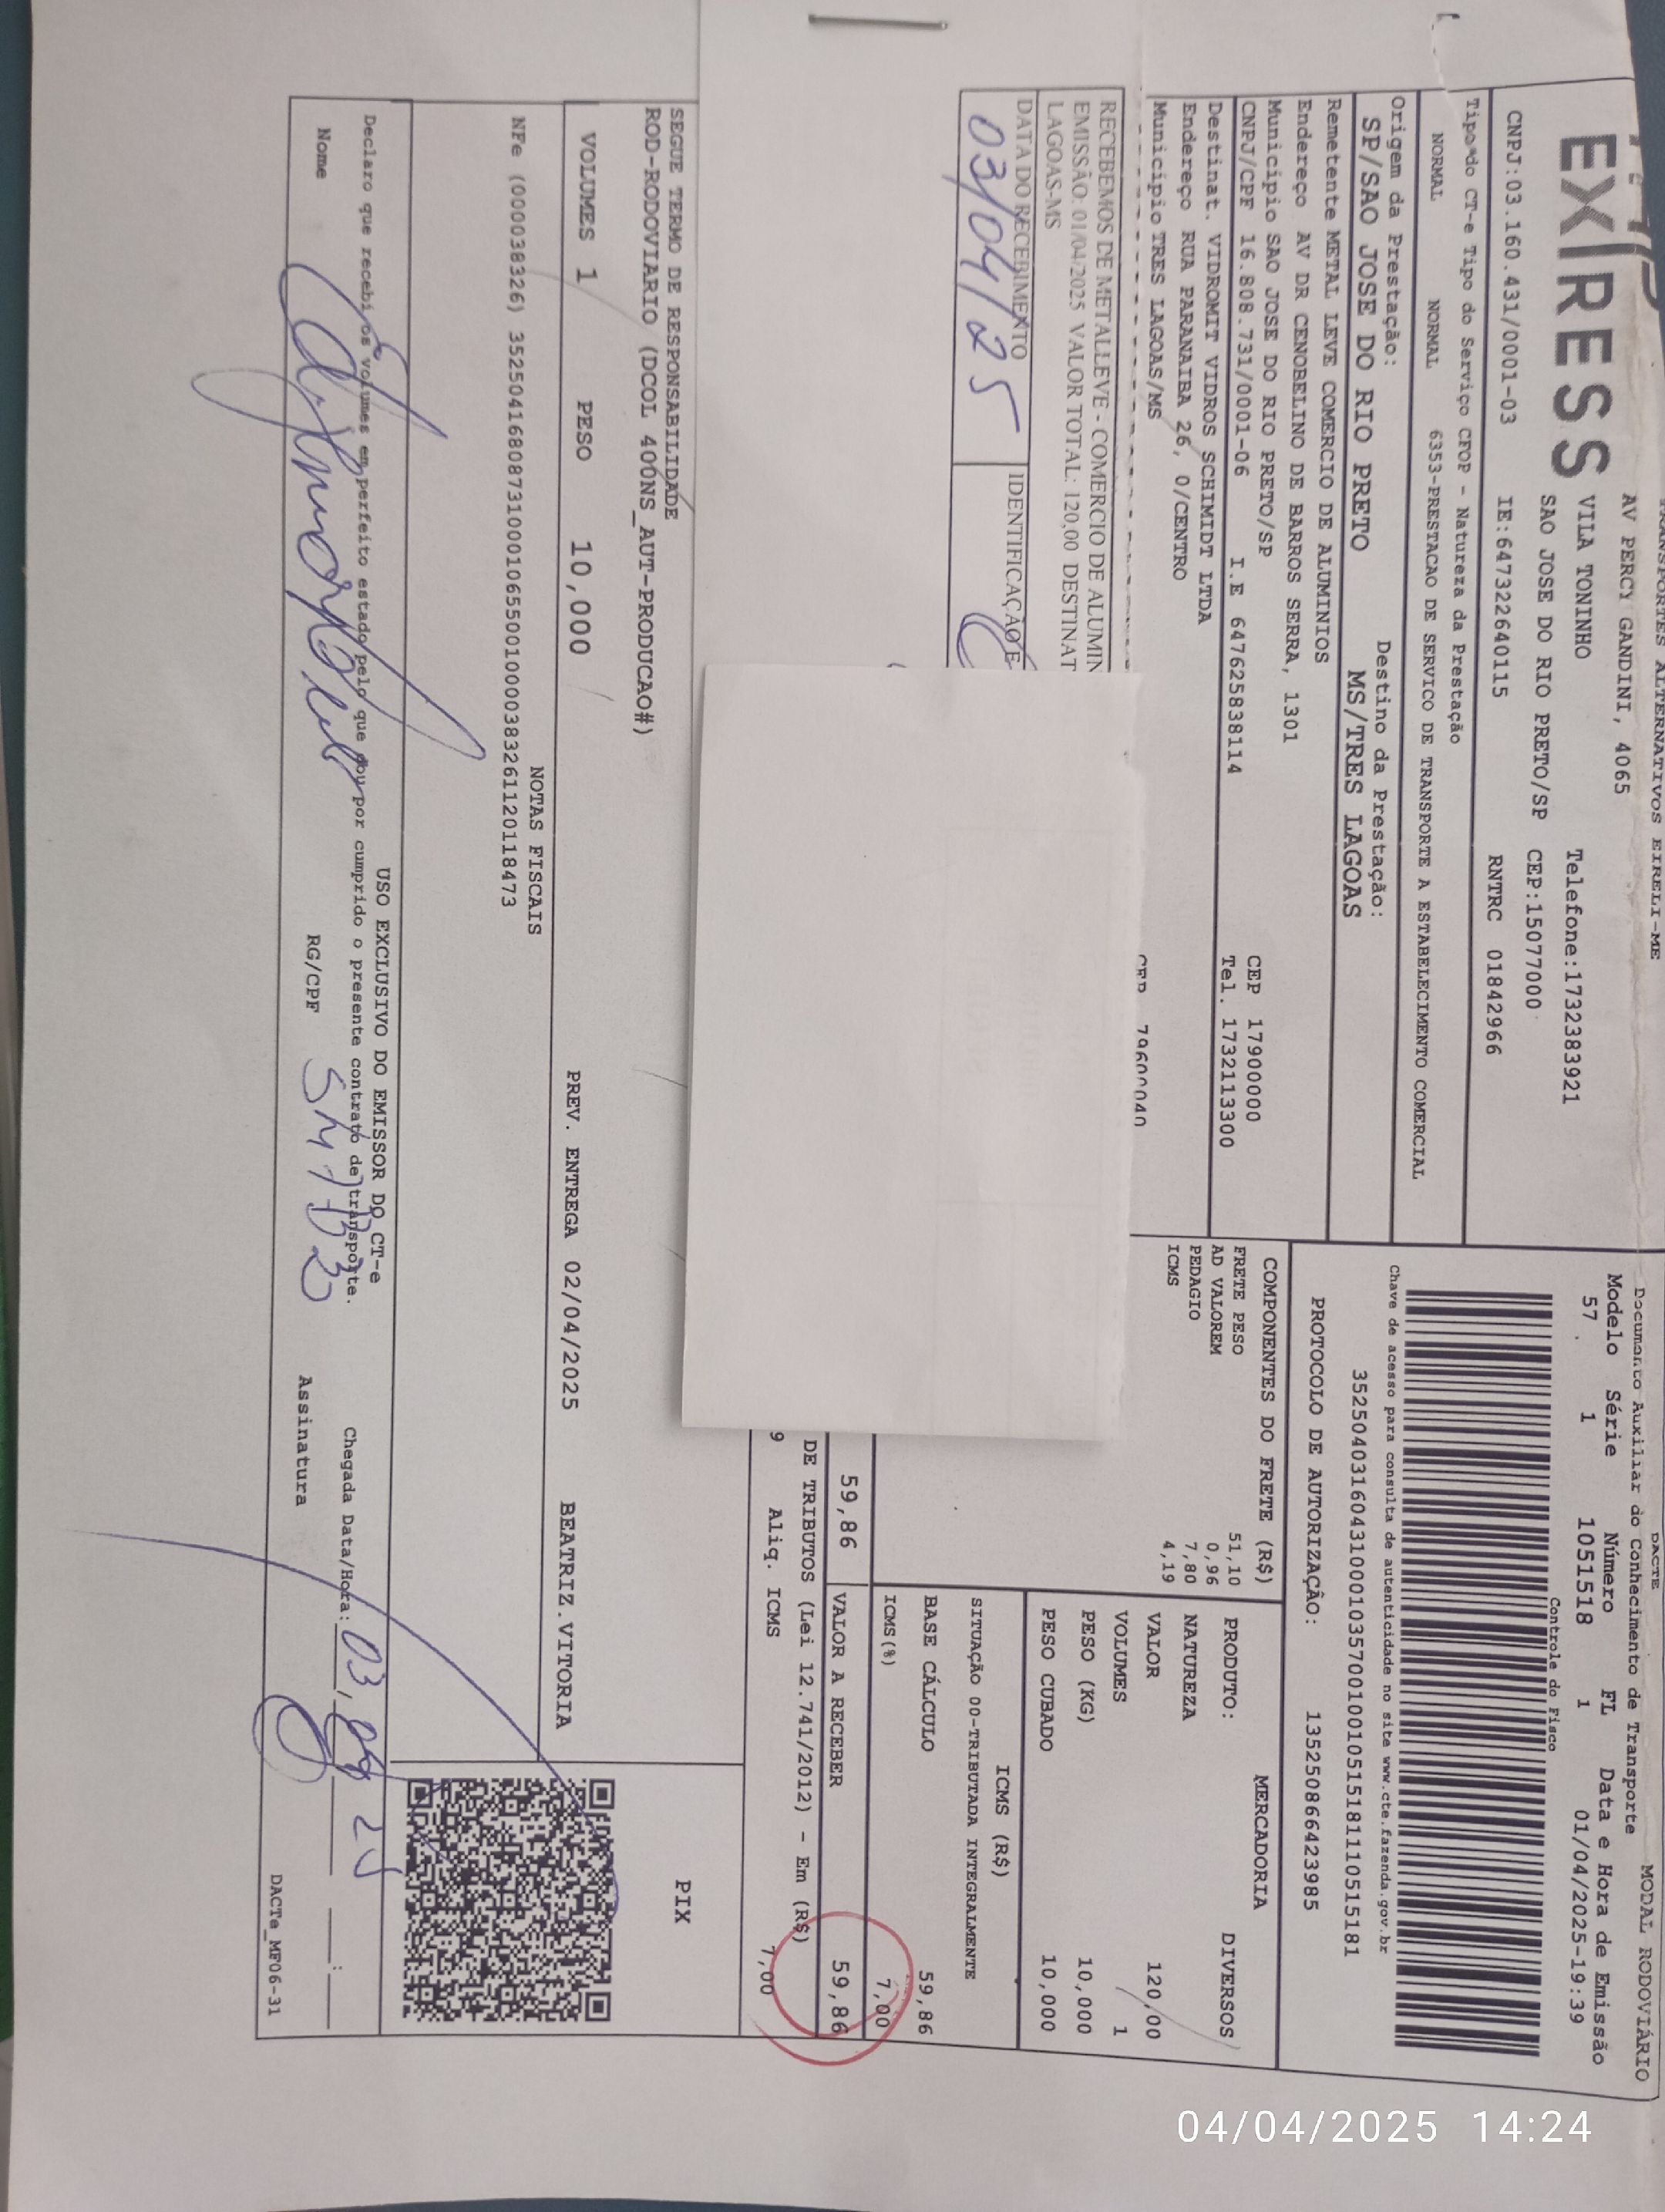 TRANSPORTES ALTERNATIVOS EIRELI-ME
EXPRESS
AV PERCY GANDINI, 4065
VILA TONINHO Telefone:1732383921
SAO JOSE DO RIO PRETO/SP CEP:15077000
CNPJ:03.160.431/0001-03 IE:647322640115 RNTRC 01842966
Tipo do CT-e Tipo do Serviço CFOP - Natureza da Prestação
NORMAL NORMAL 6353-PRESTACAO DE SERVICO DE TRANSPORTE A ESTABELECIMENTO COMERCIAL
Origem da Prestação: Destino da Prestação:
SP/SAO JOSE DO RIO PRETO MS/TRES LAGOAS
Remetente METAL LEVE COMERCIO DE ALUMINIOS
Endereço AV DR CENOBELINO DE BARROS SERRA, 1301
Município SAO JOSE DO RIO PRETO/SP CEP 17900000
CNPJ/CPF 16.808.731/0001-06 I.E 647625838114 Tel. 1732113300
Destinat. VIDROMIT VIDROS SCHIMIDT LTDA
Endereço RUA PARANAIBA 26, 0/CENTRO
Município TRES LAGOAS/MS CEP 79600040
DACTE MODAL RODOVIÁRIO
Documento Auxiliar do Conhecimento de Transporte
Modelo Série Número FL Data e Hora de Emissão
57 1 1051518 1 01/04/2025-19:39
Controle do Fisco
Chave de acesso para consulta de autenticidade no site www.cte.fazenda.gov.br
35250403160431000103570010010515181110515181
PROTOCOLO DE AUTORIZAÇÃO: 135250866423985
COMPONENTES DO FRETE (R$)
FRETE PESO 51,10
AD VALOREM 0,96
PEDAGIO 7,80
ICMS 4,19
MERCADORIA
PRODUTO: DIVERSOS
NATUREZA
VALOR 120,00
VOLUMES 1
PESO (KG) 10,000
PESO CUBADO 10,000
ICMS (R$)
SITUAÇÃO 00-TRIBUTADA INTEGRALMENTE
BASE CÁLCULO 59,86
ICMS(%) 7,00
59,86 VALOR A RECEBER 59,86
DE TRIBUTOS (Lei 12.741/2012) - Em (R$)
9 Aliq. ICMS 7,00
RECEBEMOS DE METALLEVE - COMERCIO DE ALUMIN
EMISSÃO: 01/04/2025 VALOR TOTAL: 120,00 DESTINAT
LAGOAS-MS
DATA DO RECEBIMENTO IDENTIFICAÇÃO E
03/04/25
SEGUE TERMO DE RESPONSABILIDADE
ROD-RODOVIARIO (DCOL 400NS_AUT-PRODUCAO#)
PIX
VOLUMES 1 PESO 10,000 PREV. ENTREGA 02/04/2025 BEATRIZ.VITORIA
NOTAS FISCAIS
NFe (000038326) 35250416808731000106550010000383261120118473
USO EXCLUSIVO DO EMISSOR DO CT-e
Declaro que recebi os volumes em perfeito estado pelo que dou por cumprido o presente contrato de transporte.
Chegada Data/Hora: 03, 04 25
Nome RG/CPF Assinatura
DACTe_MF06-31
04/04/2025 14:24